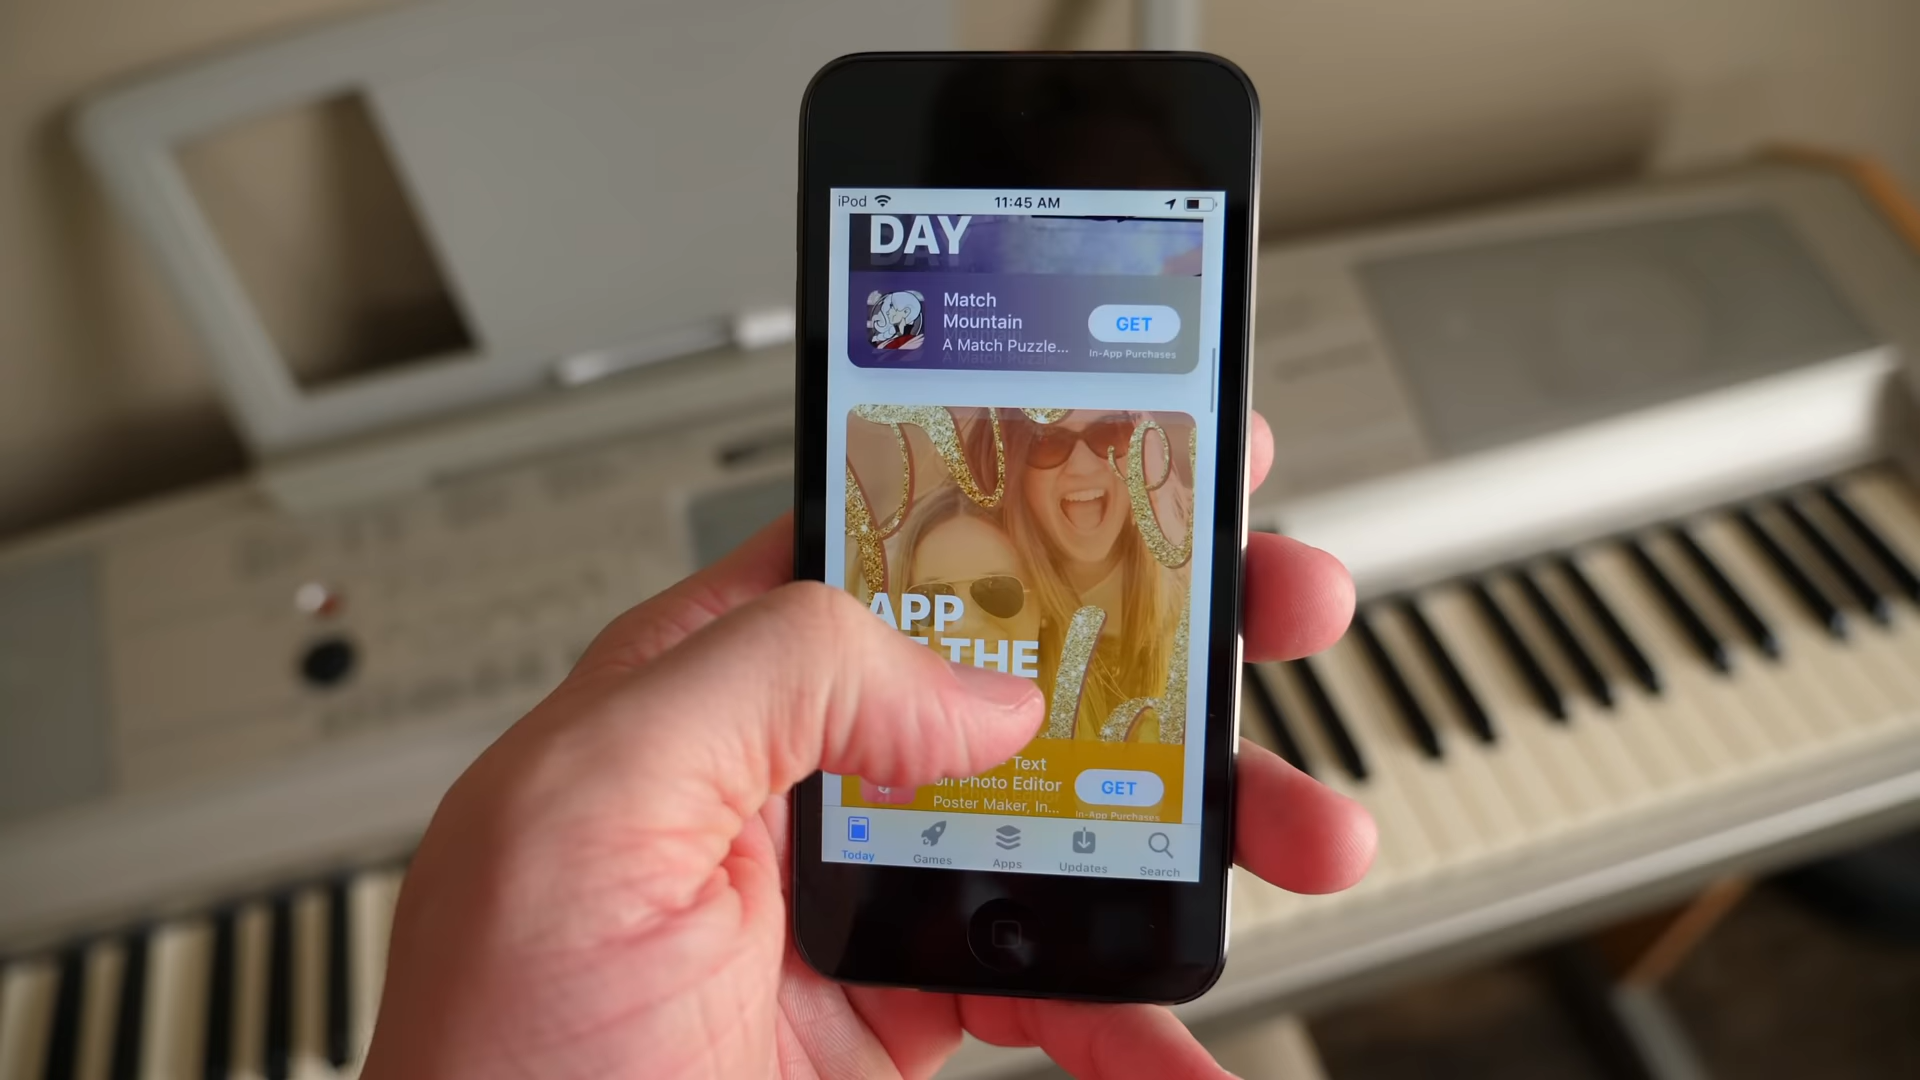 iPod 11:45 AM
DAY
Match
Mountain
A Match Puzzle...
GET
In-App Purchases
APP
THE
- Text
on Photo Editor
Poster Maker, In...
GET
In-App Purchases
Today Games Apps Updates Search